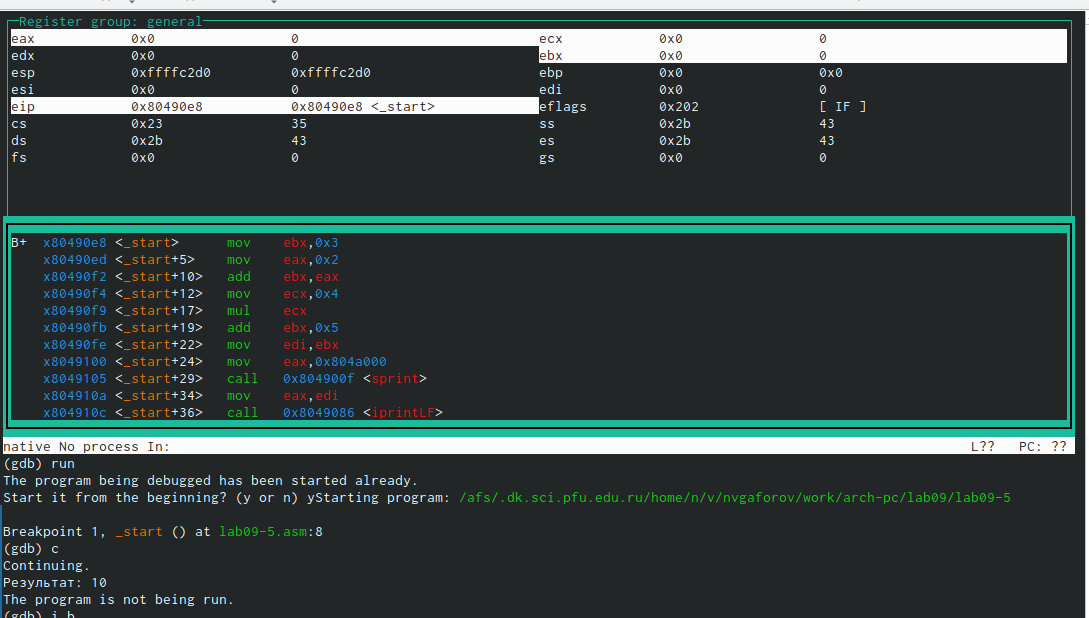 Register group: general
eax 0x0 0 ecx 0x0 0
edx 0x0 0 ebx 0x0 0
esp 0xffffc2d0 0xffffc2d0 ebp 0x0 0x0
esi 0x0 0 edi 0x0 0
eip 0x80490e8 0x80490e8 <_start> eflags 0x202 [ IF ]
cs 0x23 35 ss 0x2b 43
ds 0x2b 43 es 0x2b 43
fs 0x0 0 gs 0x0 0
B+ x80490e8 <_start> mov ebx,0x3
x80490ed <_start+5> mov eax,0x2
x80490f2 <_start+10> add ebx,eax
x80490f4 <_start+12> mov ecx,0x4
x80490f9 <_start+17> mul ecx
x80490fb <_start+19> add ebx,0x5
x80490fe <_start+22> mov edi,ebx
x8049100 <_start+24> mov eax,0x804a000
x8049105 <_start+29> call 0x804900f <sprint>
x804910a <_start+34> mov eax,edi
x804910c <_start+36> call 0x8049086 <iprintLF>
native No process In: L?? PC: ??
(gdb) run
The program being debugged has been started already.
Start it from the beginning? (y or n) yStarting program: /afs/.dk.sci.pfu.edu.ru/home/n/v/nvgaforov/work/arch-pc/lab09/lab09-5
Breakpoint 1, _start () at lab09-5.asm:8
(gdb) c
Continuing.
Результат: 10
The program is not being run.
(gdb) i b